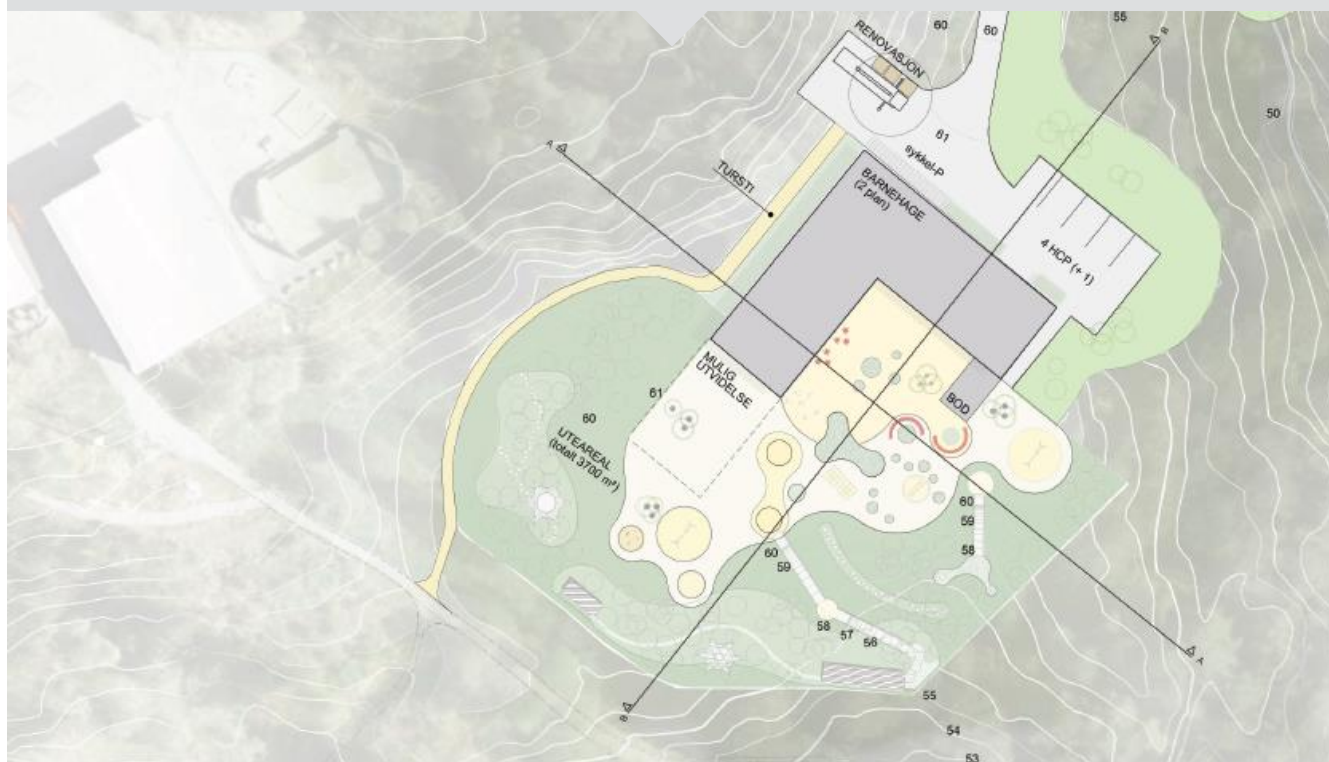 60
60
55
B
RENOVASJON
50
61
sykkel-P
A
TURSTI
BARNEHAGE
(2 plan)
4 HCP (+ 1)
MULIG
UTVIDELSE
61
BOD
60
UTEAREAL
(totalt 3700 m²)
60
59
58
60
59
58
57
56
A
B
55
54
53